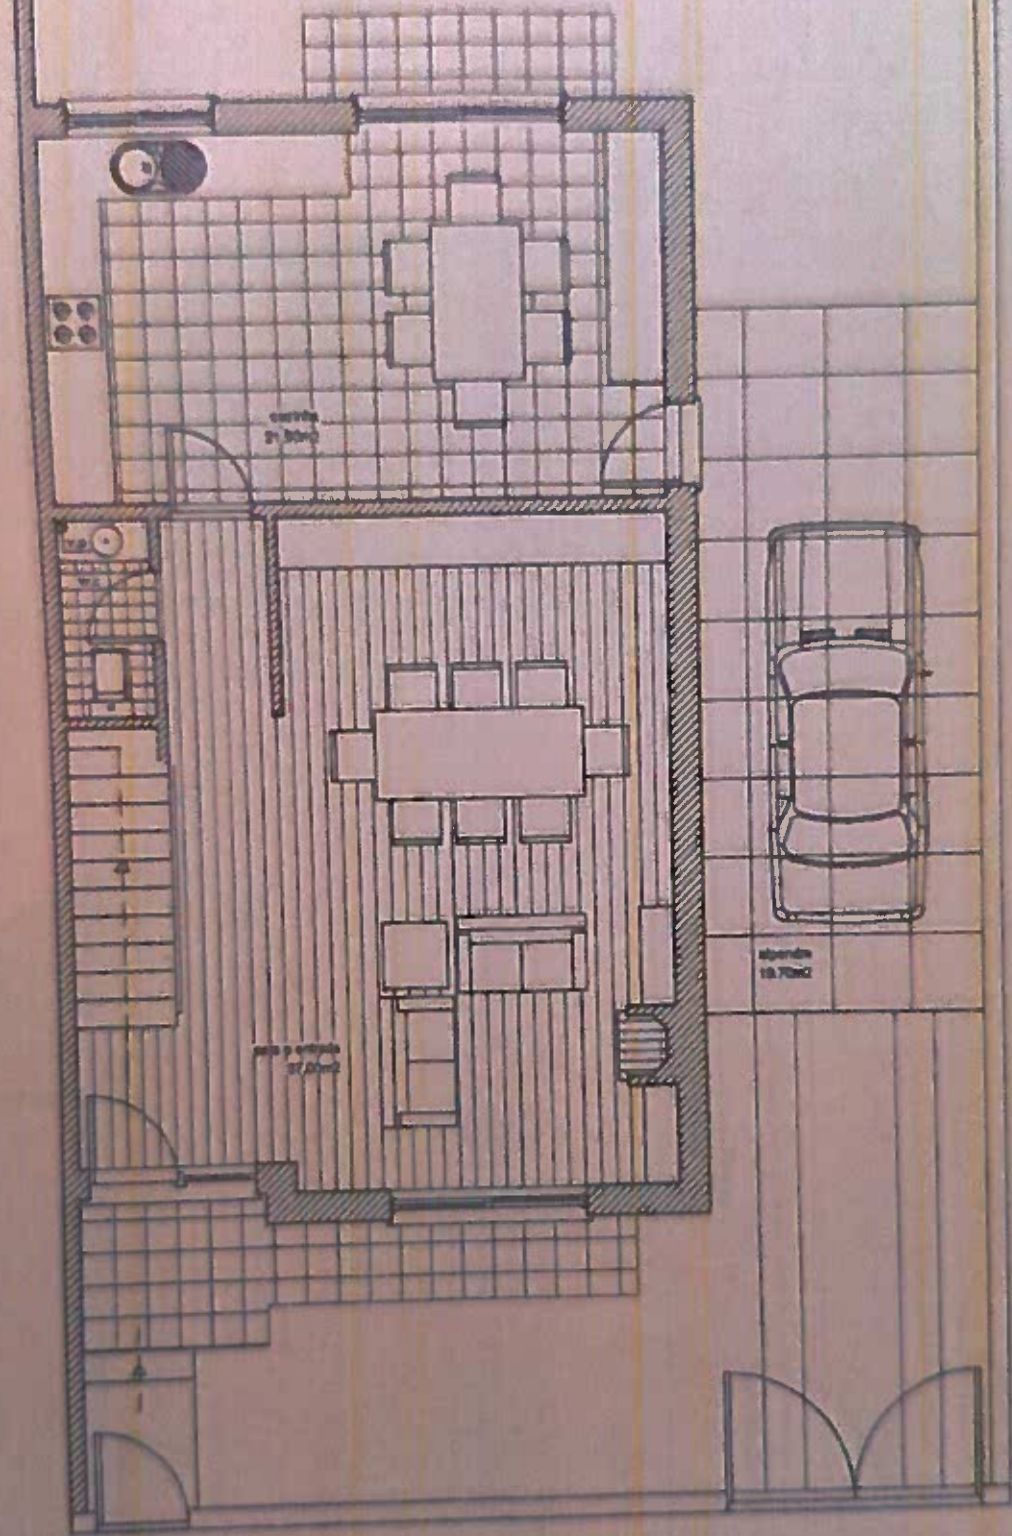 cozinha
21,50m2
sala e entrada
37,00m2
alpendre
19.70m2